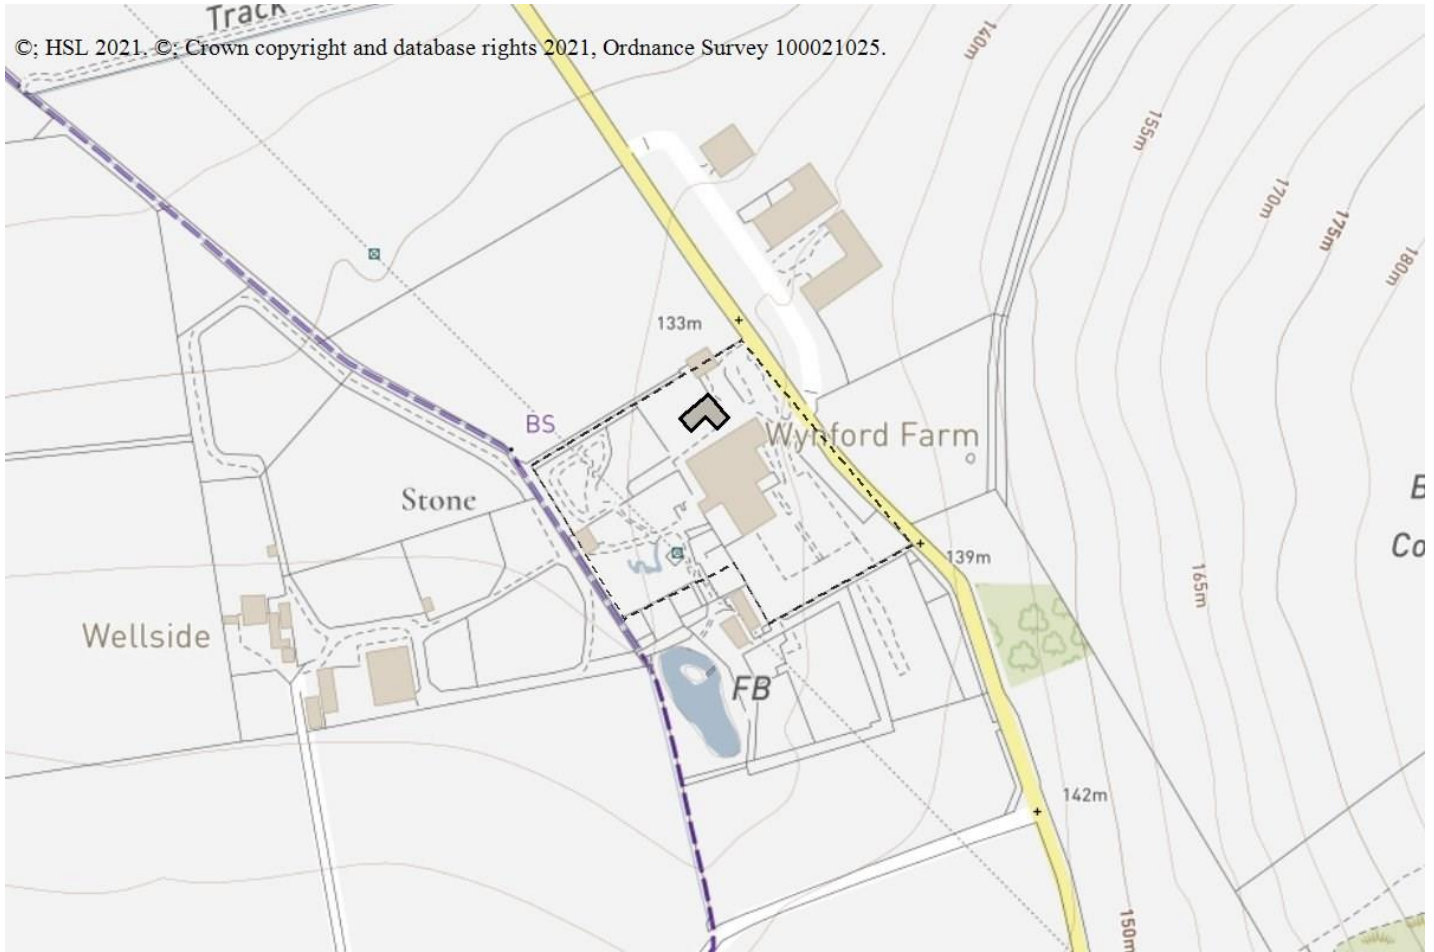 Track
©; HSL 2021. ©; Crown copyright and database rights 2021, Ordnance Survey 100021025.
140m
155m
170m
175m
180m
133m
BS
Wynford Farm
Stone
B
Co
139m
165m
Wellside
FB
142m
150m